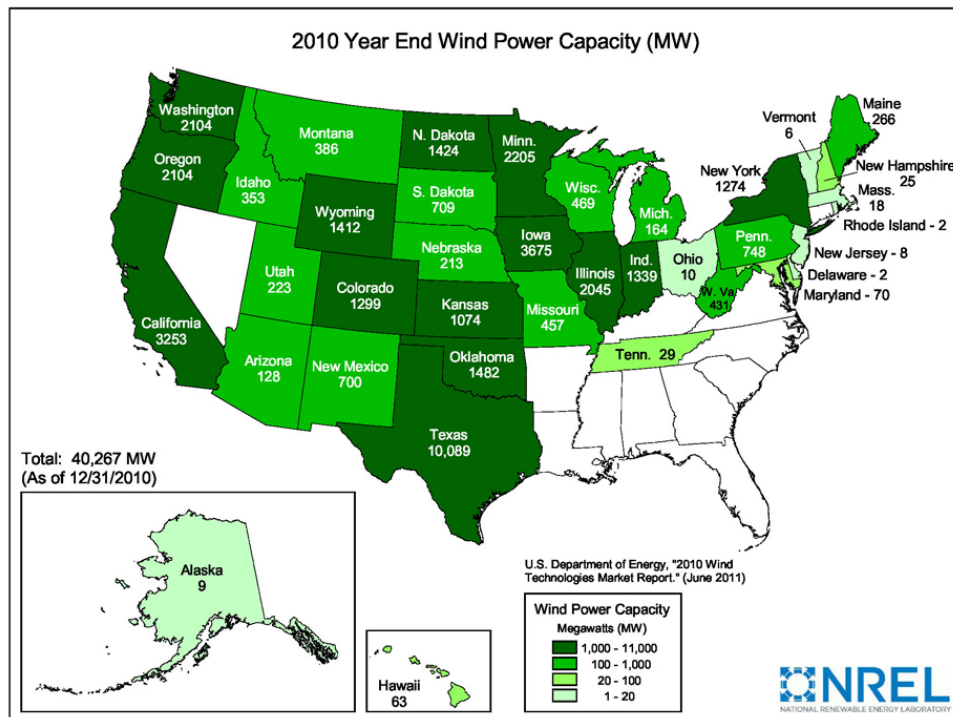 2010 Year End Wind Power Capacity (MW)
Washington
2104
Oregon
2104
California
3253
Idaho
353
Montana
386
Wyoming
1412
Utah
223
Colorado
1299
Arizona
128
New Mexico
700
N. Dakota
1424
S. Dakota
709
Nebraska
213
Kansas
1074
Oklahoma
1482
Texas
10,089
Minn.
2205
Iowa
3675
Missouri
457
Wisc.
469
Illinois
2045
Mich.
164
Ind.
1339
Ohio
10
W. Va
431
Tenn. 29
Penn.
748
New York
1274
Vermont
6
Maine
266
New Hampshire
25
Mass.
18
Rhode Island - 2
New Jersey - 8
Delaware - 2
Maryland - 70
Total: 40,267 MW
(As of 12/31/2010)
Alaska
9
Hawaii
63
U.S. Department of Energy, "2010 Wind
Technologies Market Report." (June 2011)
Wind Power Capacity
Megawatts (MW)
1,000 - 11,000
100 - 1,000
20 - 100
1 - 20
NREL
NATIONAL RENEWABLE ENERGY LABORATORY